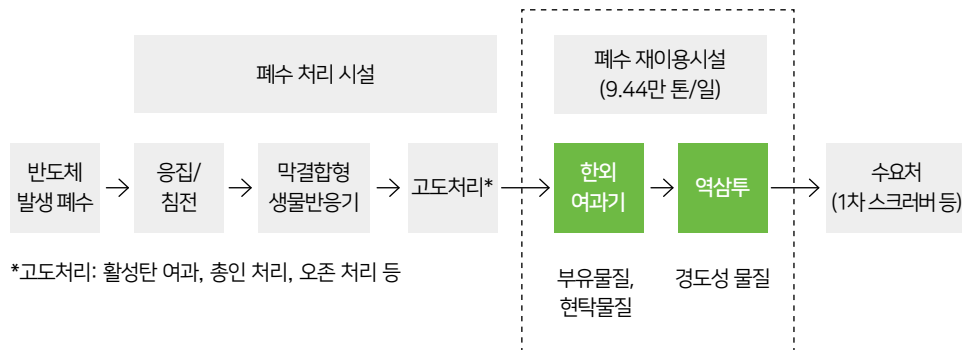 폐수 처리 시설
폐수 재이용시설
(9.44만 톤/일)
반도체
발생 폐수
응집/
침전
막결합형
생물반응기
고도처리*
한외
여과기
역삼투
수요처
(1차 스크러버 등)
*고도처리: 활성탄 여과, 총인 처리, 오존 처리 등
부유물질,
현탁물질
경도성 물질